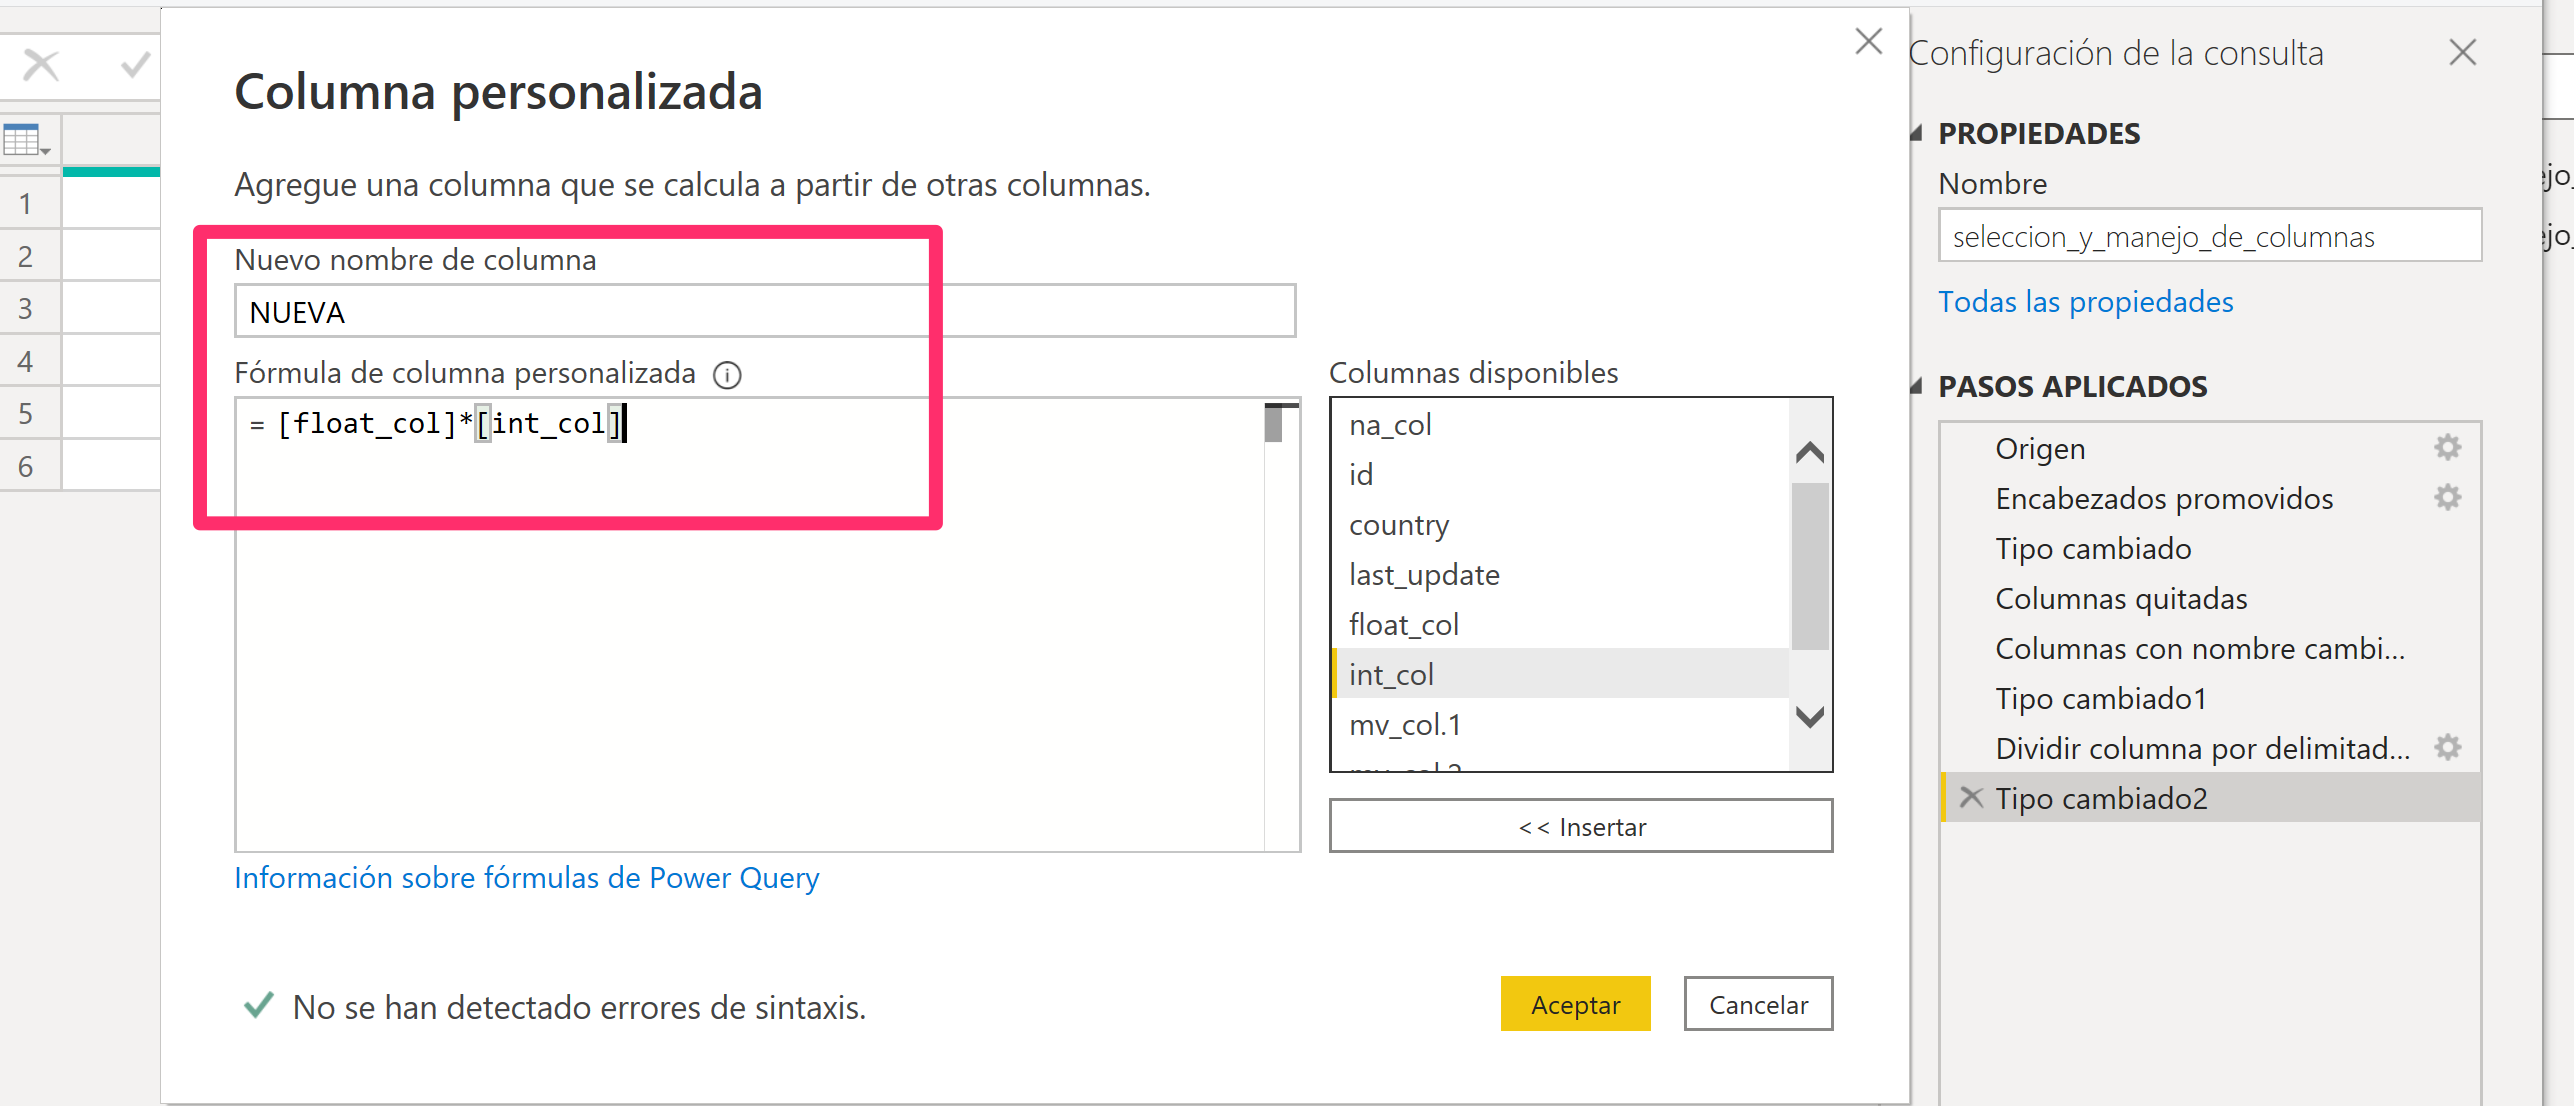 Columna personalizada
Agregue una columna que se calcula a partir de otras columnas.
Nuevo nombre de columna
NUEVA
Fórmula de columna personalizada
= [float_col]*[int_col]
Columnas disponibles
na_col
id
country
last_update
float_col
int_col
mv_col.1
<< Insertar
Información sobre fórmulas de Power Query
No se han detectado errores de sintaxis.
Aceptar
Cancelar
1
2
3
4
5
6
Configuración de la consulta
PROPIEDADES
Nombre
seleccion_y_manejo_de_columnas
Todas las propiedades
PASOS APLICADOS
Origen
Encabezados promovidos
Tipo cambiado
Columnas quitadas
Columnas con nombre cambi...
Tipo cambiado1
Dividir columna por delimitad...
Tipo cambiado2